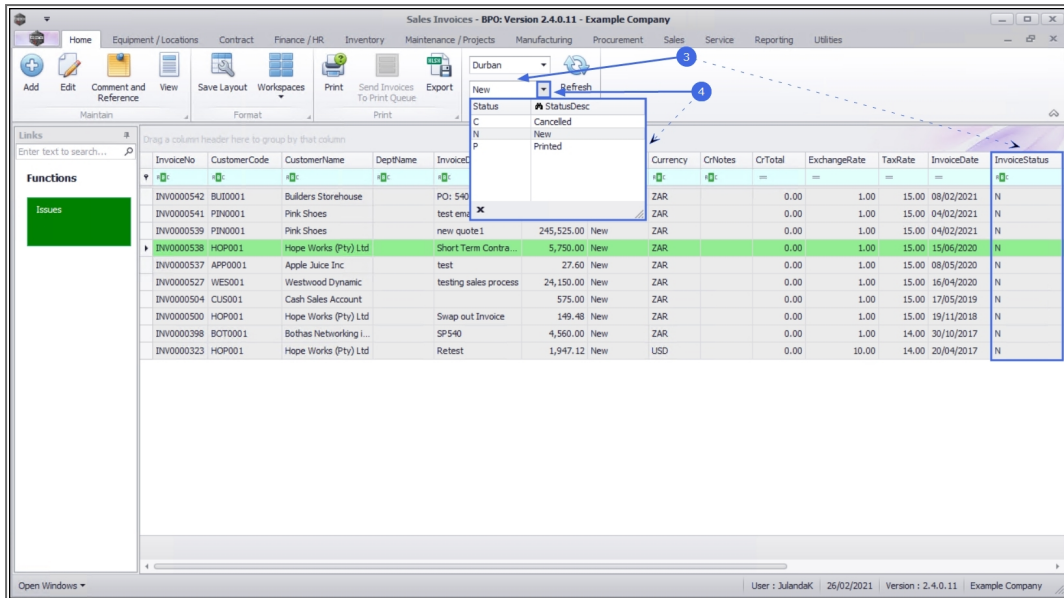 Sales Invoices - BPO: Version 2.4.0.11 - Example Company
Home Equipment / Locations Contract Finance / HR Inventory Maintenance / Projects Manufacturing Procurement Sales Service Reporting Utilities
Add Edit Comment and Reference View Save Layout Workspaces Print Send Invoices To Print Queue Export Durban New Refresh
3
4
Maintain Format Print
Status StatusDesc
C Cancelled
N New
P Printed
Links
Enter text to search...
Functions
Issues
Drag a column header here to group by that column
InvoiceNo CustomerCode CustomerName DeptName Currency CrNotes CrTotal ExchangeRate TaxRate InvoiceDate InvoiceStatus
INV0000542 BUI0001 Builders Storehouse PO: 540 ZAR 0.00 1.00 15.00 08/02/2021 N
INV0000541 PIN0001 Pink Shoes test ZAR 0.00 1.00 15.00 04/02/2021 N
INV0000539 PIN0001 Pink Shoes new quote1 245,525.00 New ZAR 0.00 1.00 15.00 04/02/2021 N
INV0000538 HOP001 Hope Works (Pty) Ltd Short Term Contra... 5,750.00 New ZAR 0.00 1.00 15.00 15/06/2020 N
INV0000537 APP0001 Apple Juice Inc test 27.60 New ZAR 0.00 1.00 15.00 08/05/2020 N
INV0000527 WES001 Westwood Dynamic testing sales process 24,150.00 New ZAR 0.00 1.00 15.00 16/04/2020 N
INV0000504 CUS001 Cash Sales Account 575.00 New ZAR 0.00 1.00 15.00 17/05/2019 N
INV0000500 HOP001 Hope Works (Pty) Ltd Swap out Invoice 149.48 New ZAR 0.00 1.00 15.00 19/11/2018 N
INV0000398 BOT0001 Bothas Networking i... SP540 4,560.00 New ZAR 0.00 1.00 14.00 30/10/2017 N
INV0000323 HOP001 Hope Works (Pty) Ltd Retest 1,947.12 New USD 0.00 10.00 14.00 20/04/2017 N
Open Windows User : JulandaK 26/02/2021 Version : 2.4.0.11 Example Company